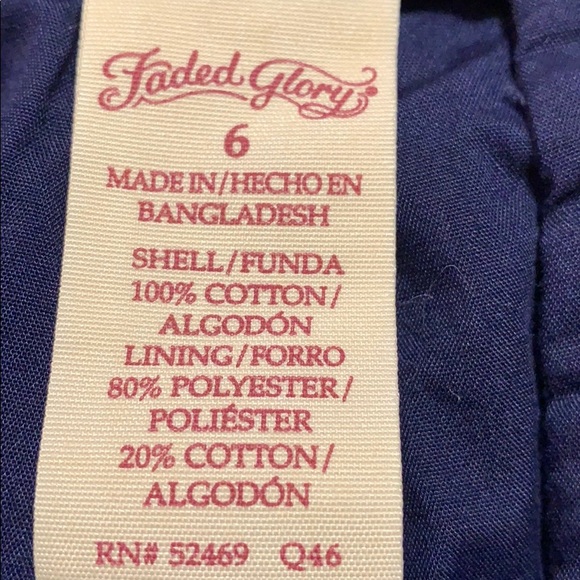 Faded Glory
6
MADE IN/HECHO EN
BANGLADESH
SHELL/FUNDA
100% COTTON/
ALGODÓN
LINING/FORRO
80% POLYESTER/
POLIÉSTER
20% COTTON/
ALGODÓN
RN# 52469 Q46